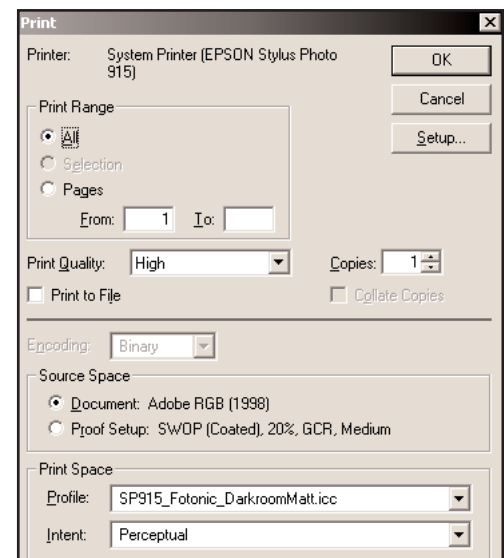 Print
Printer: System Printer (EPSON Stylus Photo
915)
OK
Cancel
Setup...
Print Range
All
Selection
Pages
From: 1 To:
Print Quality: High
Copies: 1
Print to File
Collate Copies
Encoding: Binary
Source Space
Document: Adobe RGB (1998)
Proof Setup: SWOP (Coated), 20%, GCR, Medium
Print Space
Profile: SP915_Fotonic_DarkroomMatt.icc
Intent: Perceptual